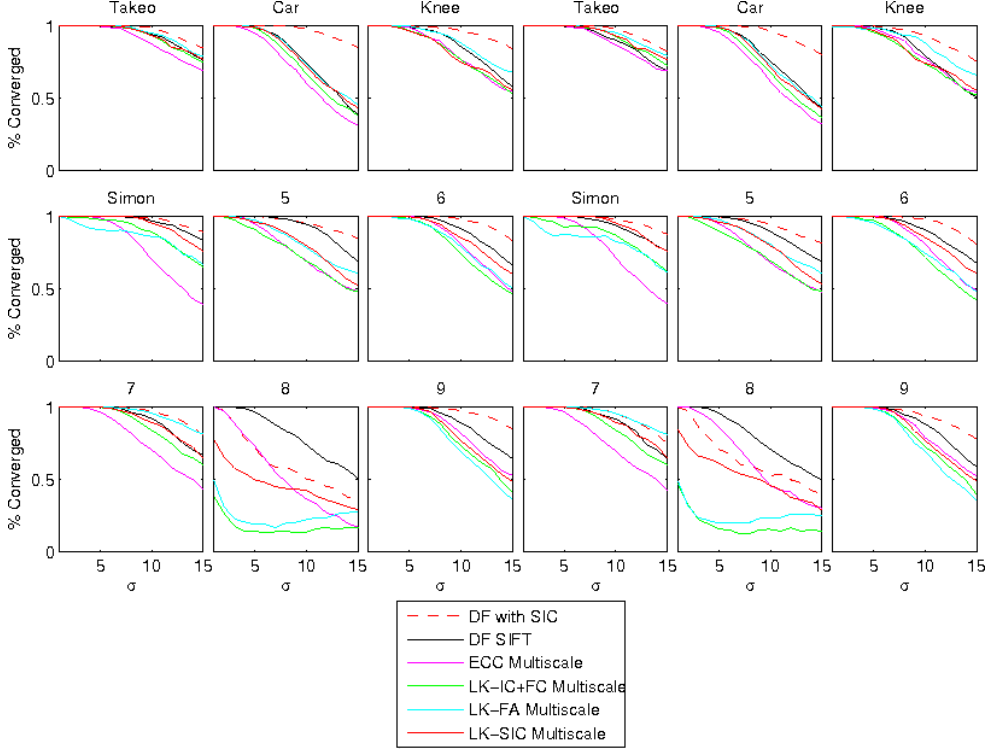 Takeo Car Knee Takeo Car Knee
1
0.5
0
% Converged
Simon 5 6 Simon 5 6
1
0.5
0
% Converged
7 8 9 7 8 9
1
0.5
0
% Converged
5 10 15 5 10 15 5 10 15 5 10 15 5 10 15 5 10 15
σ σ σ σ σ σ
DF with SIC
DF SIFT
ECC Multiscale
LK-IC+FC Multiscale
LK-FA Multiscale
LK-SIC Multiscale